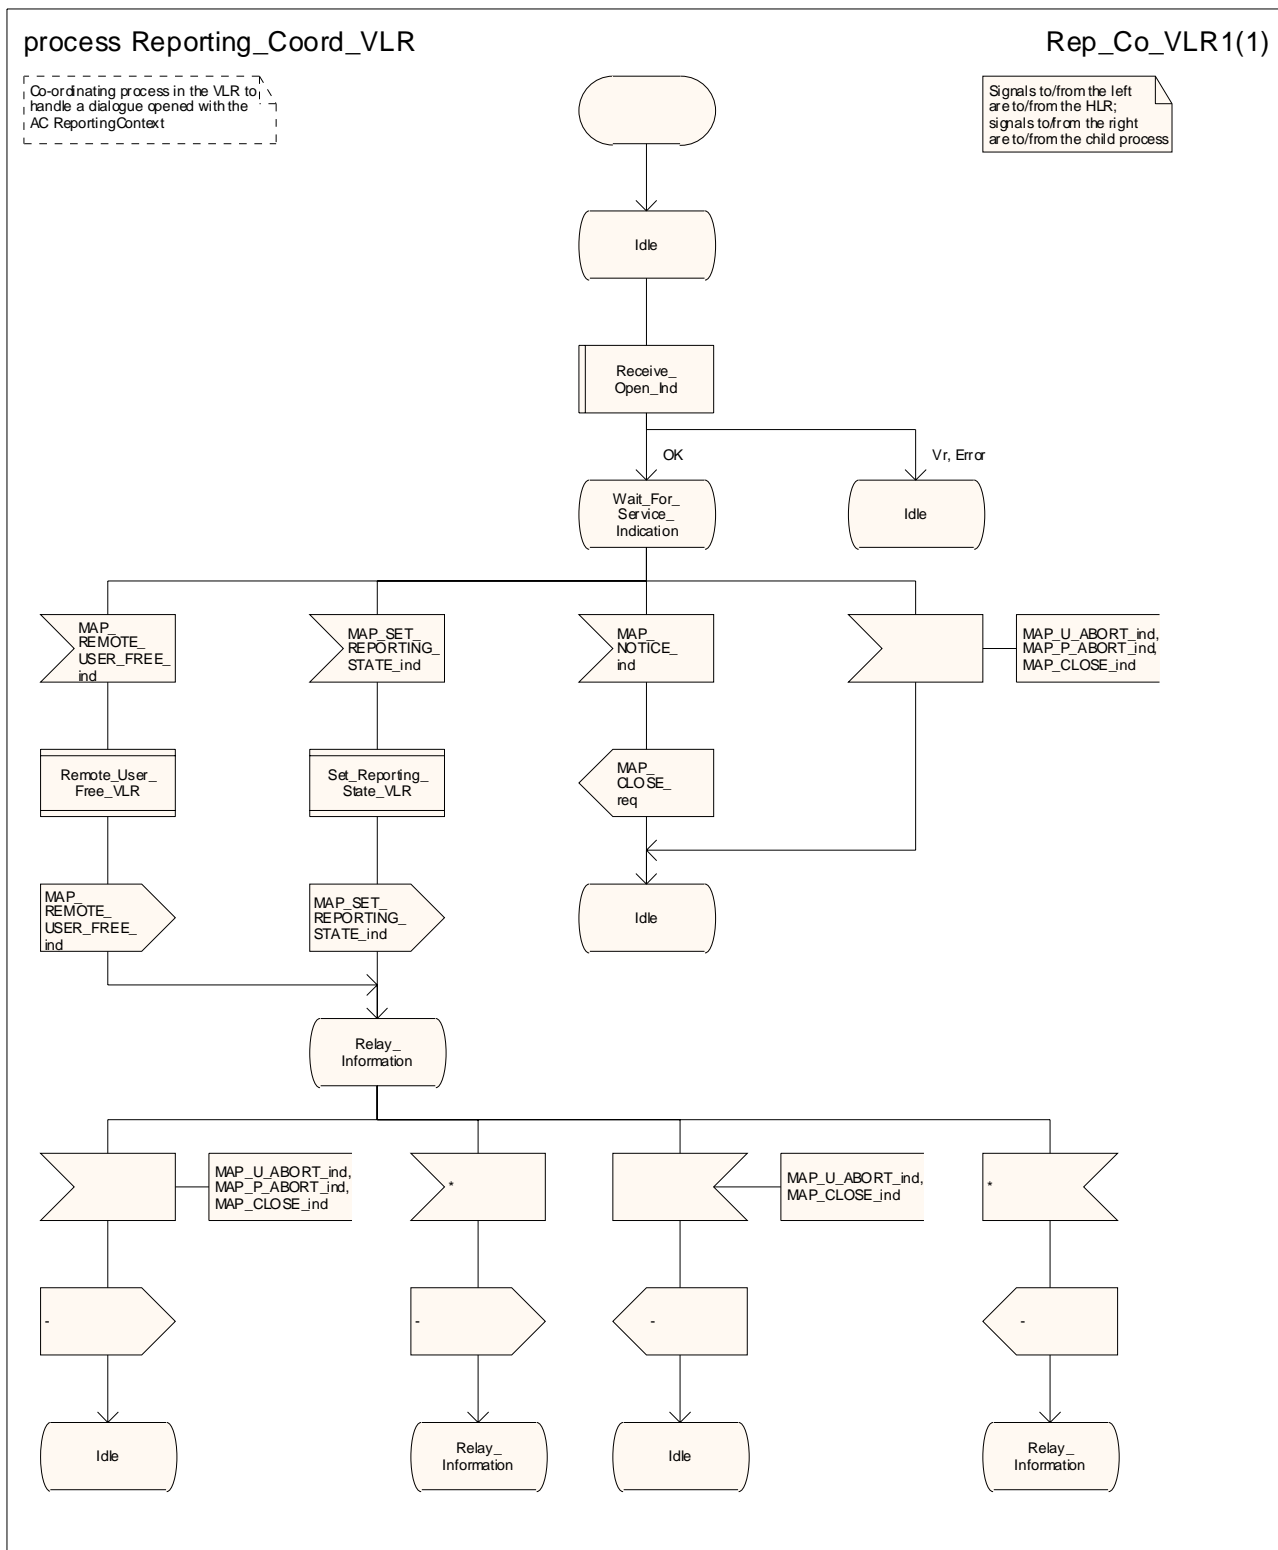 process Reporting_Coord_VLR
Rep_Co_VLR1(1)
Co-ordinating process in the VLR to
handle a dialogue opened with the
AC ReportingContext
Signals to/from the left
are to/from the HLR;
signals to/from the right
are to/from the child process
Idle
Receive_
Open_Ind
OK
Vr, Error
Wait_For_
Service_
Indication
Idle
MAP_
REMOTE_
USER_FREE_
ind
MAP_SET_
REPORTING_
STATE_ind
MAP_
NOTICE_
ind
MAP_U_ABORT_ind,
MAP_P_ABORT_ind,
MAP_CLOSE_ind
Remote_User_
Free_VLR
Set_Reporting_
State_VLR
MAP_
CLOSE_
req
MAP_
REMOTE_
USER_FREE_
ind
MAP_SET_
REPORTING_
STATE_ind
Idle
Relay_
Information
MAP_U_ABORT_ind,
MAP_P_ABORT_ind,
MAP_CLOSE_ind
*
MAP_U_ABORT_ind,
MAP_CLOSE_ind
*
-
-
-
-
Idle
Relay_
Information
Idle
Relay_
Information